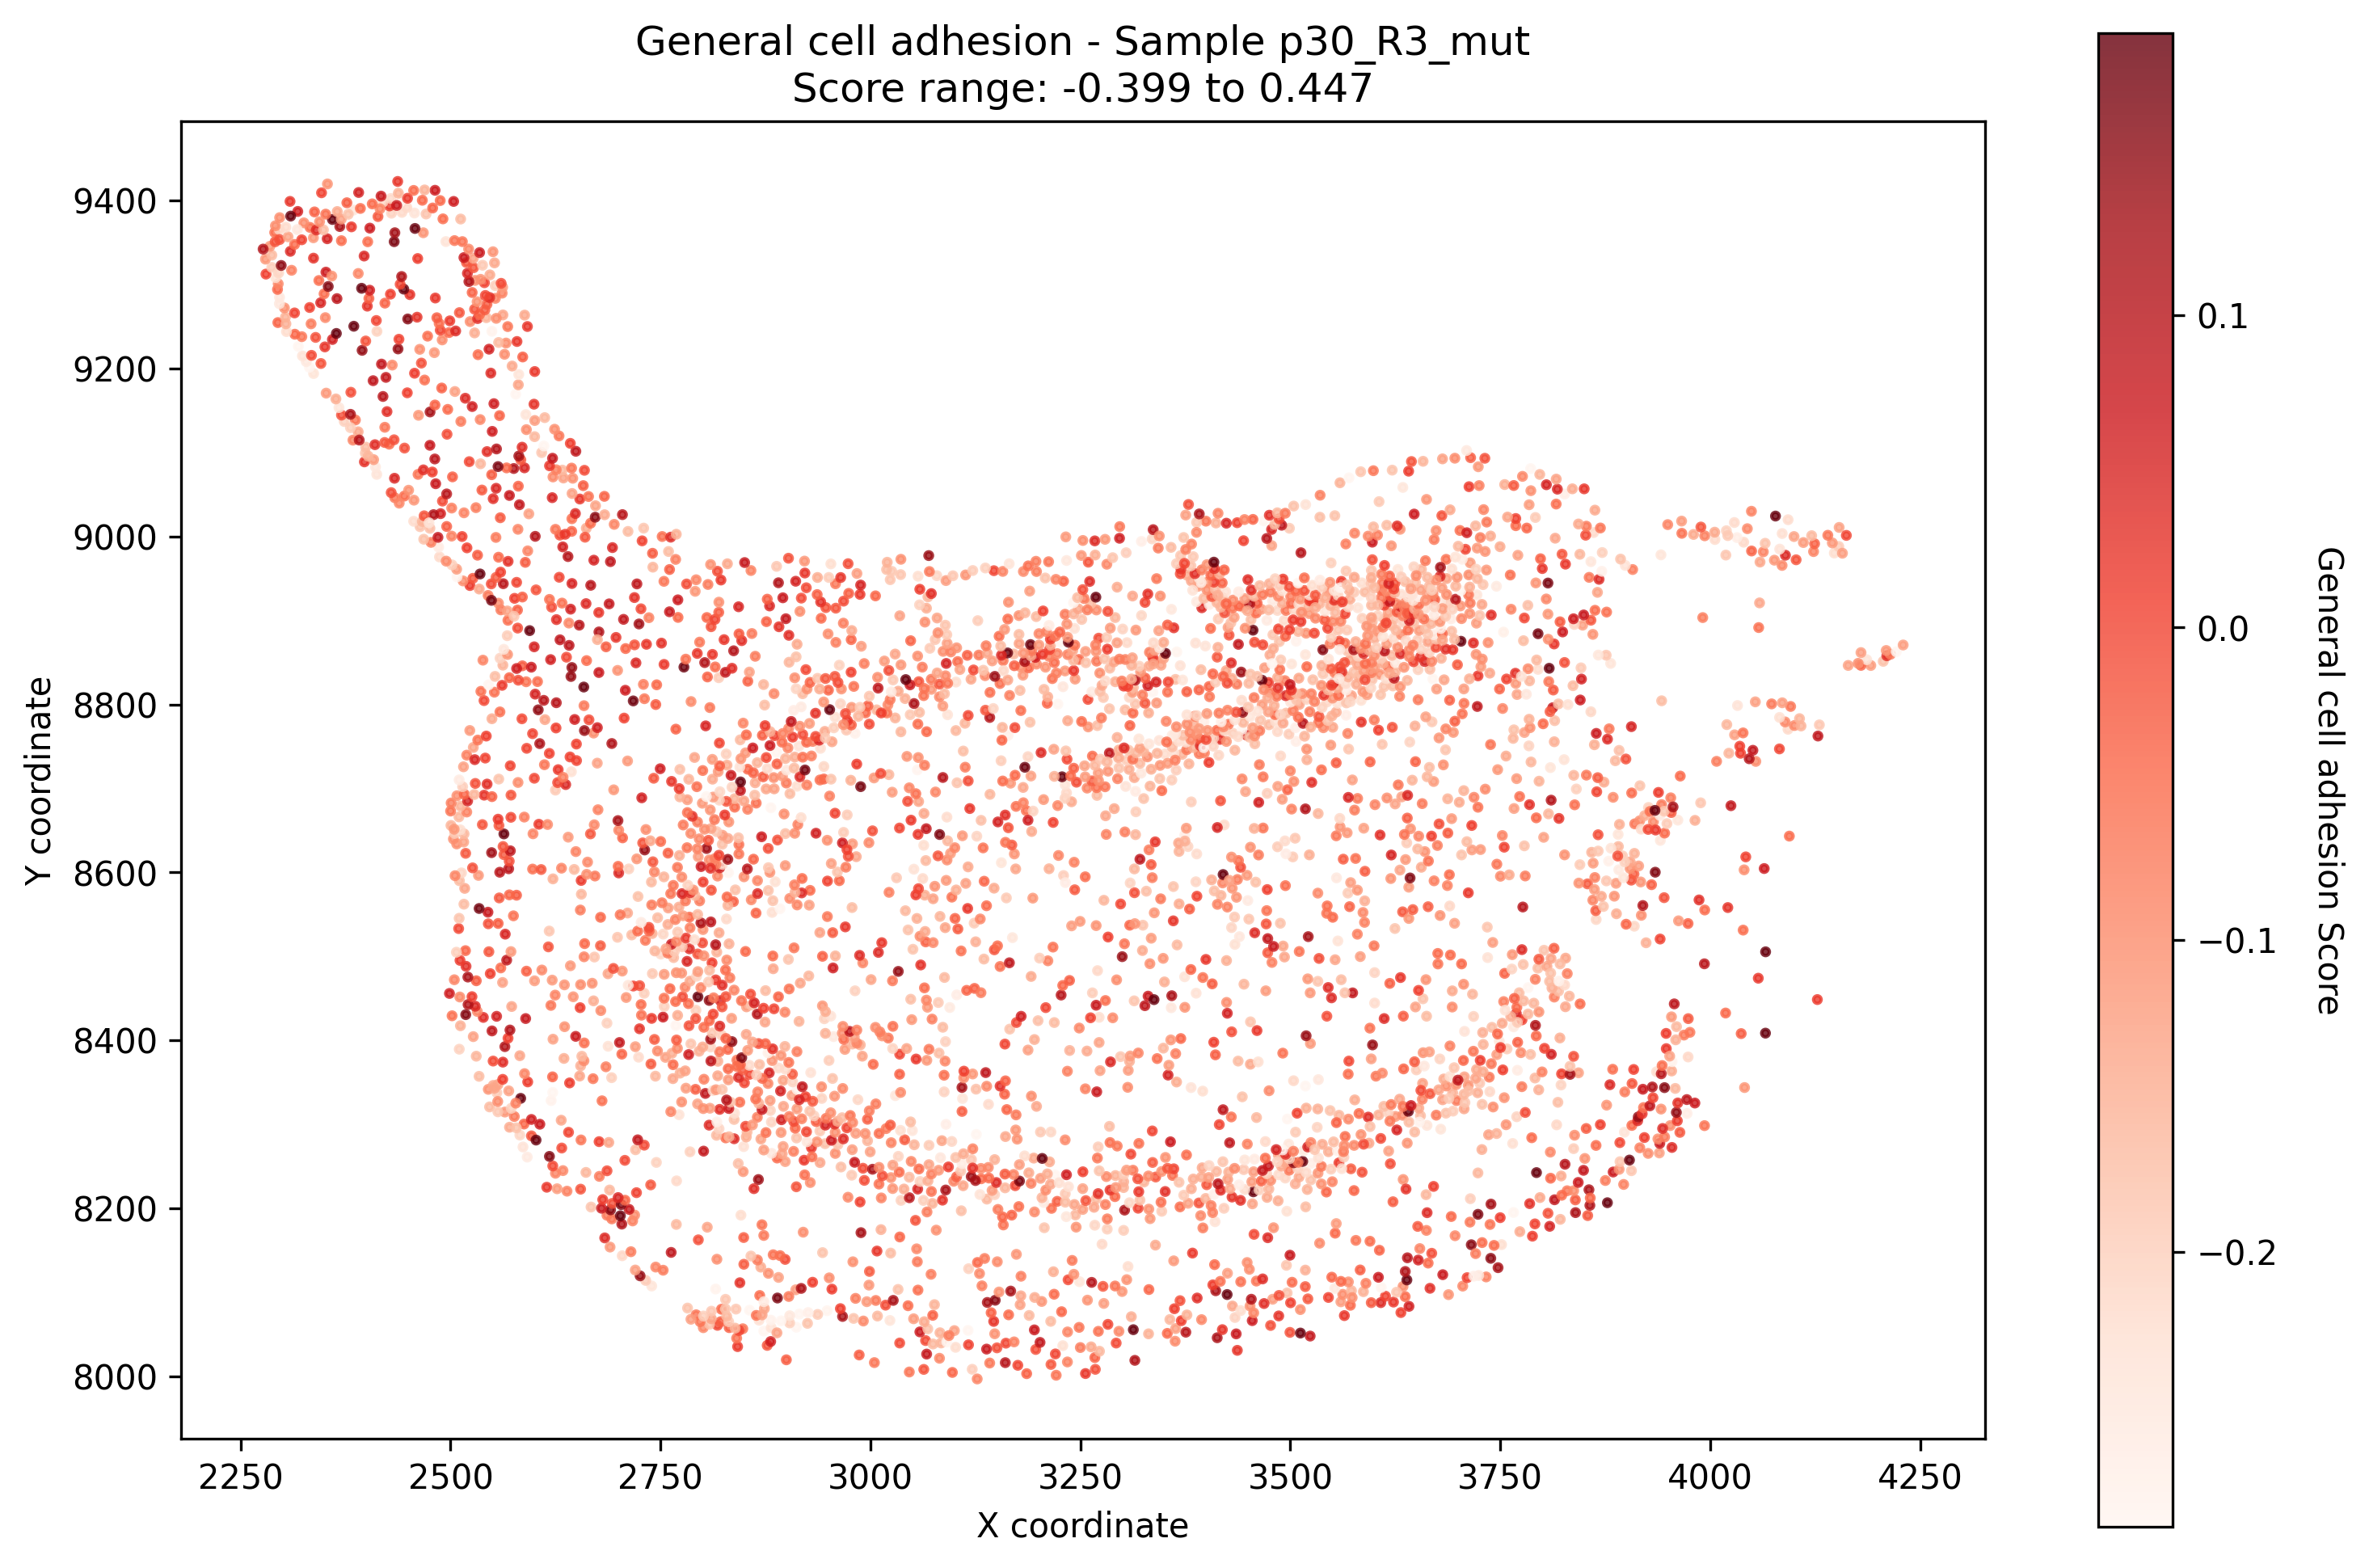 General cell adhesion - Sample p30_R3_mut
Score range: -0.399 to 0.447
9400
9200
9000
8800
8600
8400
8200
8000
Y coordinate
2250 2500 2750 3000 3250 3500 3750 4000 4250
X coordinate
0.1
0.0
−0.1
−0.2
General cell adhesion Score